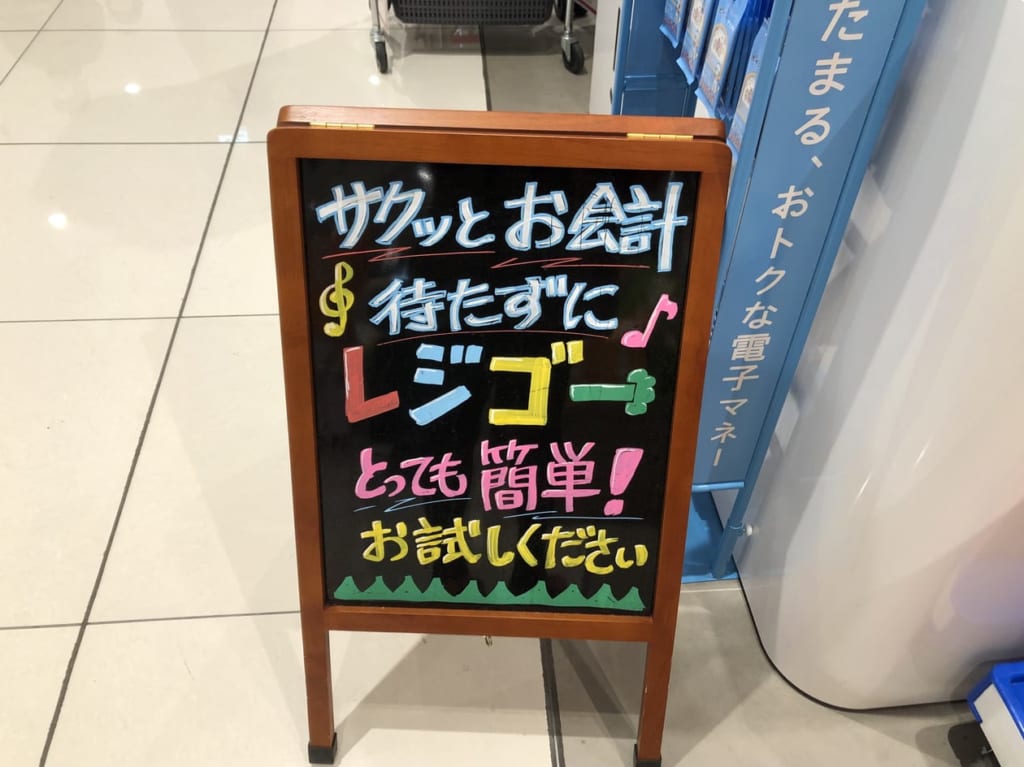 サクッとお会計
待たずに
レジゴー
とっても簡単!
お試しください
たまる、おトクな電子マネー